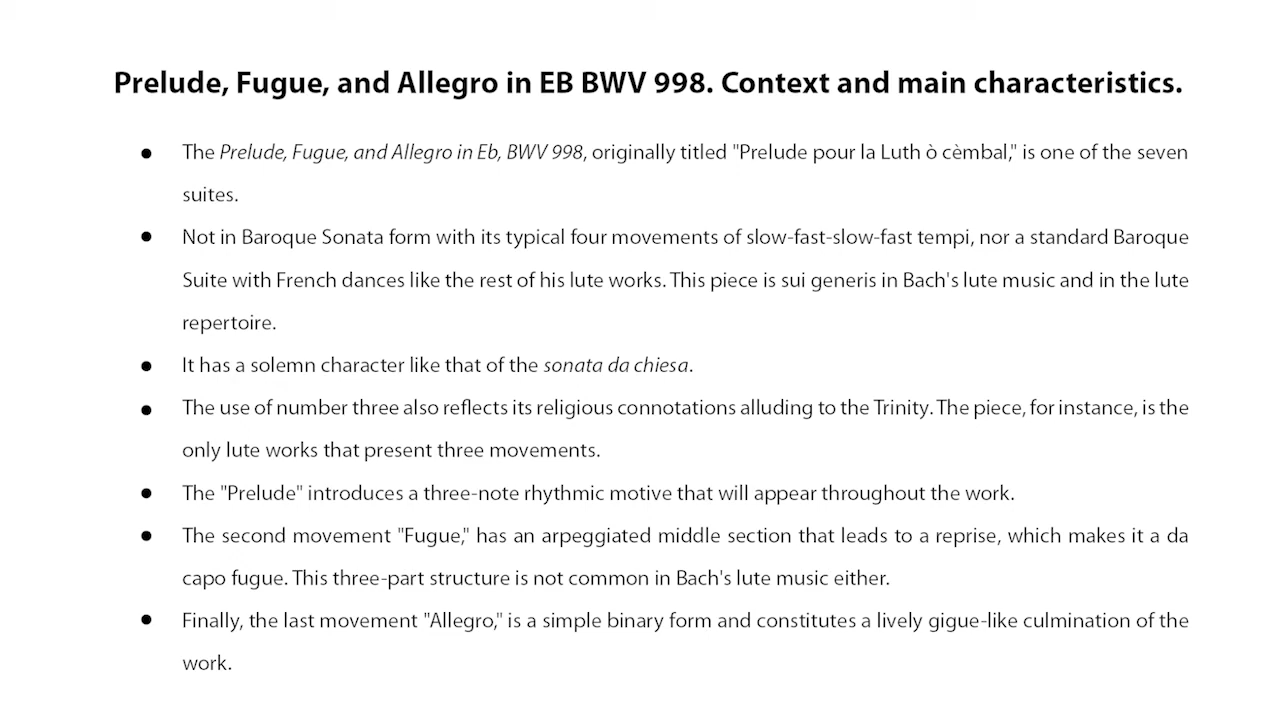 Prelude, Fugue, and Allegro in EB BWV 998. Context and main characteristics.
● The Prelude, Fugue, and Allegro in Eb, BWV 998, originally titled "Prelude pour la Luth ò cèmbal," is one of the seven
suites.
● Not in Baroque Sonata form with its typical four movements of slow-fast-slow-fast tempi, nor a standard Baroque
Suite with French dances like the rest of his lute works. This piece is sui generis in Bach's lute music and in the lute
repertoire.
● It has a solemn character like that of the sonata da chiesa.
● The use of number three also reflects its religious connotations alluding to the Trinity. The piece, for instance, is the
only lute works that present three movements.
● The "Prelude" introduces a three-note rhythmic motive that will appear throughout the work.
● The second movement "Fugue," has an arpeggiated middle section that leads to a reprise, which makes it a da
capo fugue. This three-part structure is not common in Bach's lute music either.
● Finally, the last movement "Allegro," is a simple binary form and constitutes a lively gigue-like culmination of the
work.